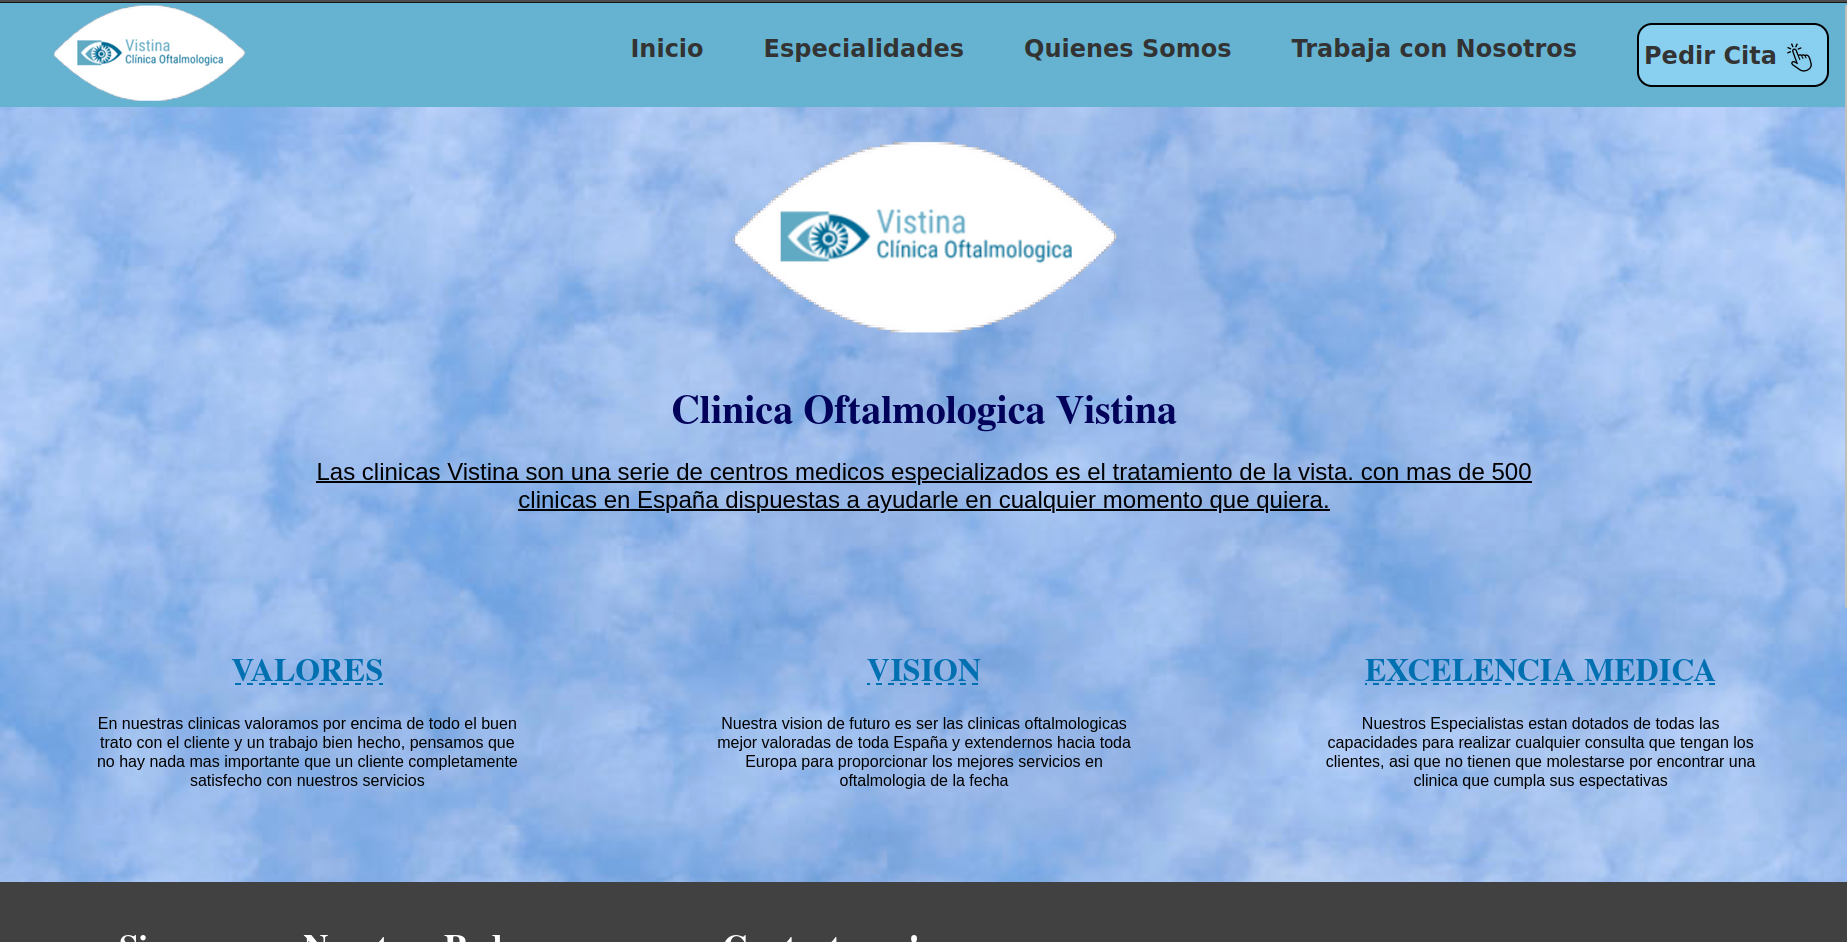 Vistina
Clínica Oftalmologica
Inicio
Especialidades
Quienes Somos
Trabaja con Nosotros
Pedir Cita
Vistina
Clínica Oftalmologica
Clinica Oftalmologica Vistina
Las clinicas Vistina son una serie de centros medicos especializados es el tratamiento de la vista. con mas de 500
clinicas en España dispuestas a ayudarle en cualquier momento que quiera.
VALORES
En nuestras clinicas valoramos por encima de todo el buen
trato con el cliente y un trabajo bien hecho, pensamos que
no hay nada mas importante que un cliente completamente
satisfecho con nuestros servicios
VISION
Nuestra vision de futuro es ser las clinicas oftalmologicas
mejor valoradas de toda España y extendernos hacia toda
Europa para proporcionar los mejores servicios en
oftalmologia de la fecha
EXCELENCIA MEDICA
Nuestros Especialistas estan dotados de todas las
capacidades para realizar cualquier consulta que tengan los
clientes, asi que no tienen que molestarse por encontrar una
clinica que cumpla sus espectativas